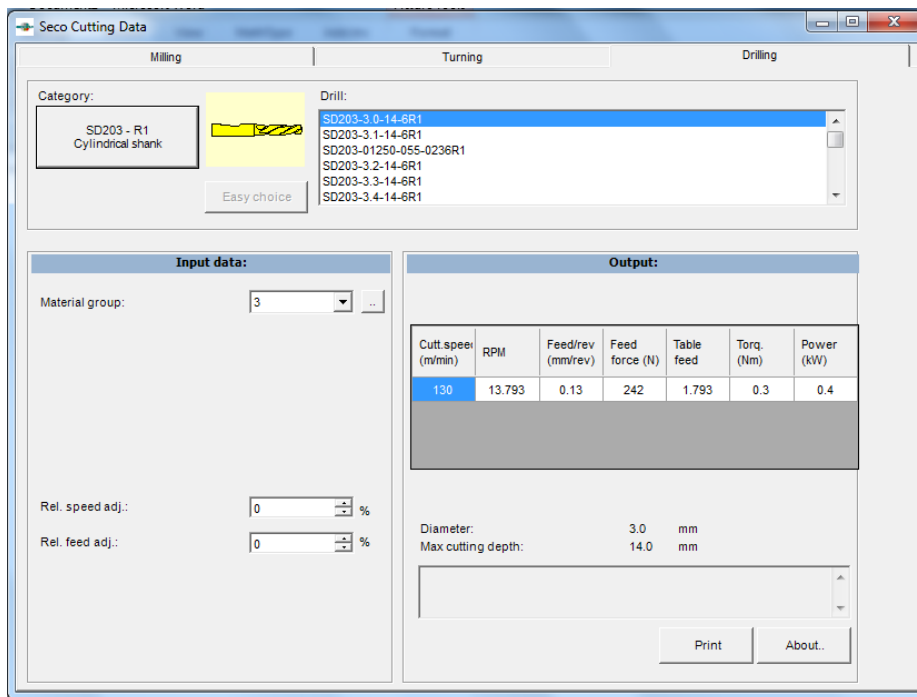 Seco Cutting Data
Milling
Turning
Drilling
Category:
SD203 - R1
Cylindrical shank
Easy choice
Drill:
SD203-3.0-14-6R1
SD203-3.1-14-6R1
SD203-01250-055-0236R1
SD203-3.2-14-6R1
SD203-3.3-14-6R1
SD203-3.4-14-6R1
Input data:
Material group: 3 ..
Rel. speed adj.: 0 %
Rel. feed adj.: 0 %
Output:
Cutt.speed (m/min) RPM Feed/rev (mm/rev) Feed force (N) Table feed Torq. (Nm) Power (kW)
130 13.793 0.13 242 1.793 0.3 0.4
Diameter: 3.0 mm
Max cutting depth: 14.0 mm
Print
About..